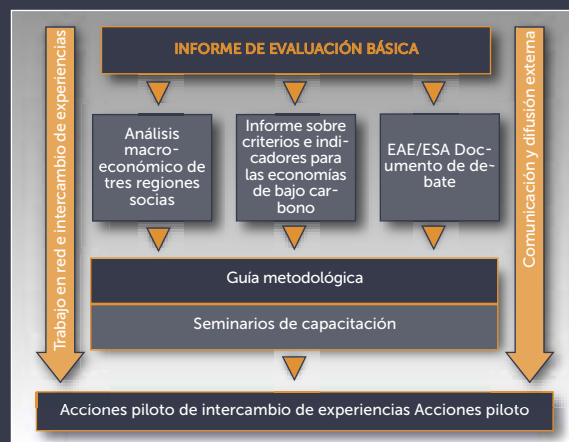 INFORME DE EVALUACIÓN BÁSICA
Trabajo en red e intercambio de experiencias
Análisis
macro-
económico de
tres regiones
socias
Informe sobre
criterios e indi-
cadores para
las economías
de bajo car-
bono
EAE/ESA Doc-
umento de de-
bate
Comunicación y difusión externa
Guía metodológica
Seminarios de capacitación
Acciones piloto de intercambio de experiencias Acciones piloto